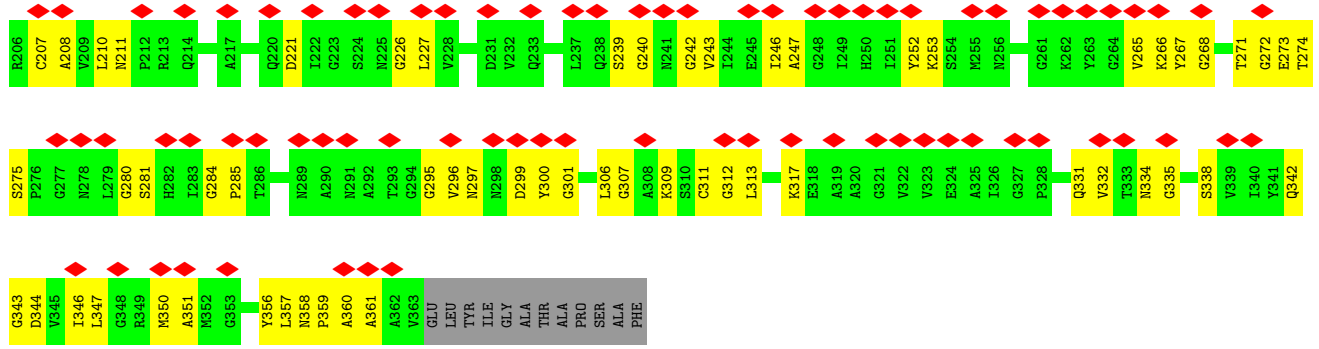 R206 C207 A208 V209 L210 N211 P212 R213 Q214 A217 Q220 D221 I222 G223 S224 N225 G226 L227 V228 D231 V232 Q233 L237 Q238 S239 G240 N241 G242 V243 I244 E245 I246 A247 G248 I249 H250 I251 Y252 K253 S254 M255 N256 G261 K262 Y263 G264 V265 K266 Y267 G268 T271 G272 E273 T274
S275 P276 G277 N278 L279 G280 S281 H282 I283 G284 P285 T286 N289 A290 N291 A292 T293 G294 G295 V296 N297 N298 D299 Y300 G301 L306 G307 A308 K309 S310 C311 G312 L313 K317 E318 A319 A320 G321 V322 V323 E324 A325 I326 G327 P328 Q331 V332 T333 N334 G335 S338 V339 I340 Y341 Q342
G343 D344 V345 I346 L347 G348 R349 M350 A351 M352 G353 Y356 L357 N358 P359 A360 A361 A362 V363 GLU LEU TYR ILE GLY ALA THR ALA PRO SER ALA PHE